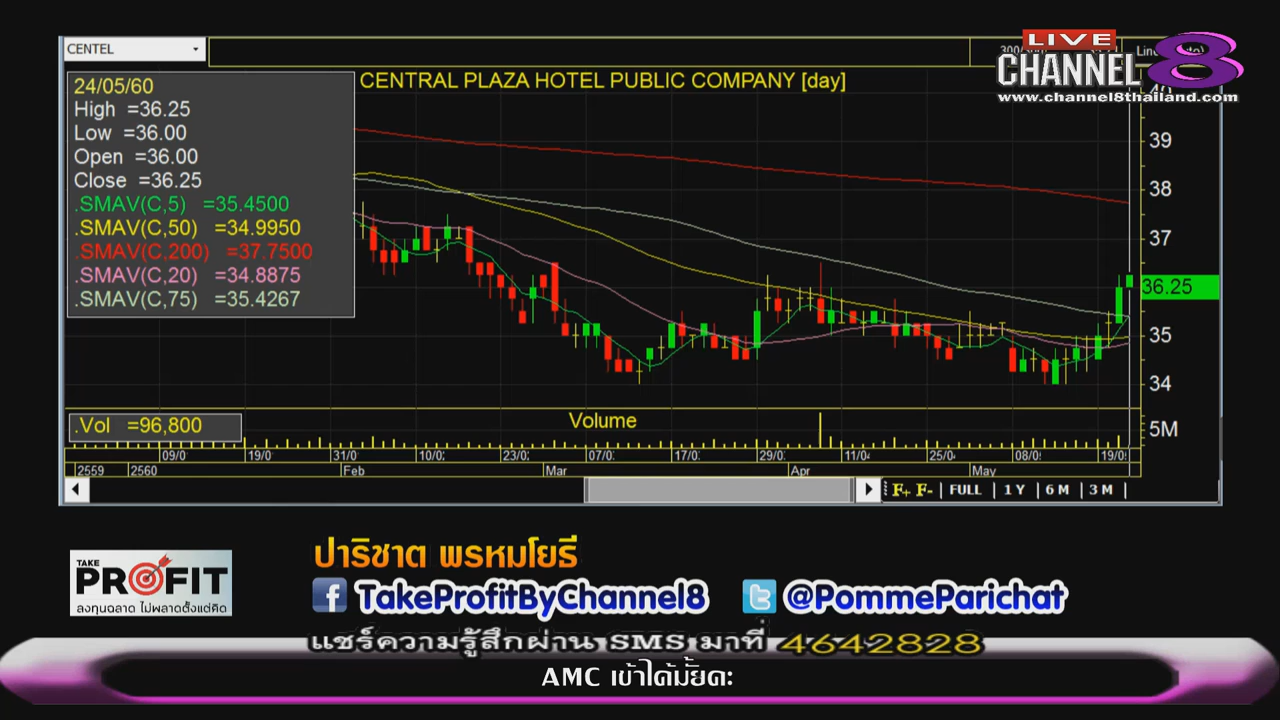 CENTEL
LIVE
CHANNEL 8
www.channel8thailand.com
CENTRAL PLAZA HOTEL PUBLIC COMPANY [day]
24/05/60
High =36.25
Low =36.00
Open =36.00
Close =36.25
.SMAV(C,5) =35.4500
.SMAV(C,50) =34.9950
.SMAV(C,200) =37.7500
.SMAV(C,20) =34.8875
.SMAV(C,75) =35.4267
39
38
37
36.25
35
34
.Vol =96,800
Volume
5M
09/0 19/0 31/0 10/0 23/0 07/0 17/0 29/0 11/0 25/0 08/0 19/0
2559 2560 Feb Mar Apr May
F+ F- FULL 1 Y 6 M 3 M
TAKE
PROFIT
ลงทุนฉลาด ไม่พลาดตั้งแต่คิด
ปาริชาต พรหมโยธี
TakeProfitByChannel8 @PommeParichat
แชร์ความรู้สึกผ่าน SMS มาที่ 4642828
AMC เข้าได้มั้ยคะ